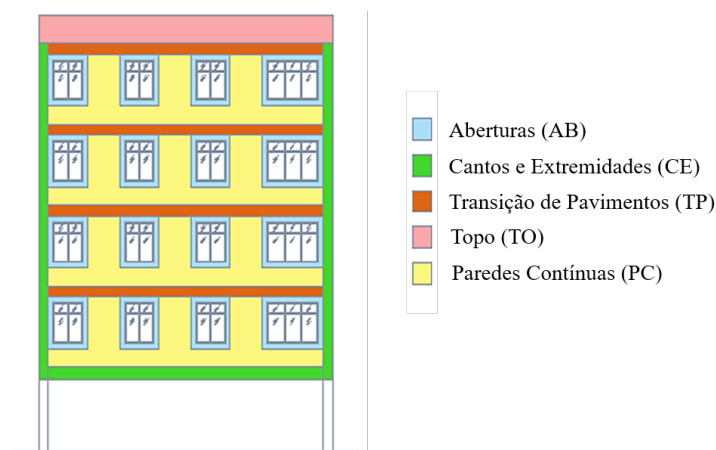 Aberturas (AB)
Cantos e Extremidades (CE)
Transição de Pavimentos (TP)
Topo (TO)
Paredes Contínuas (PC)